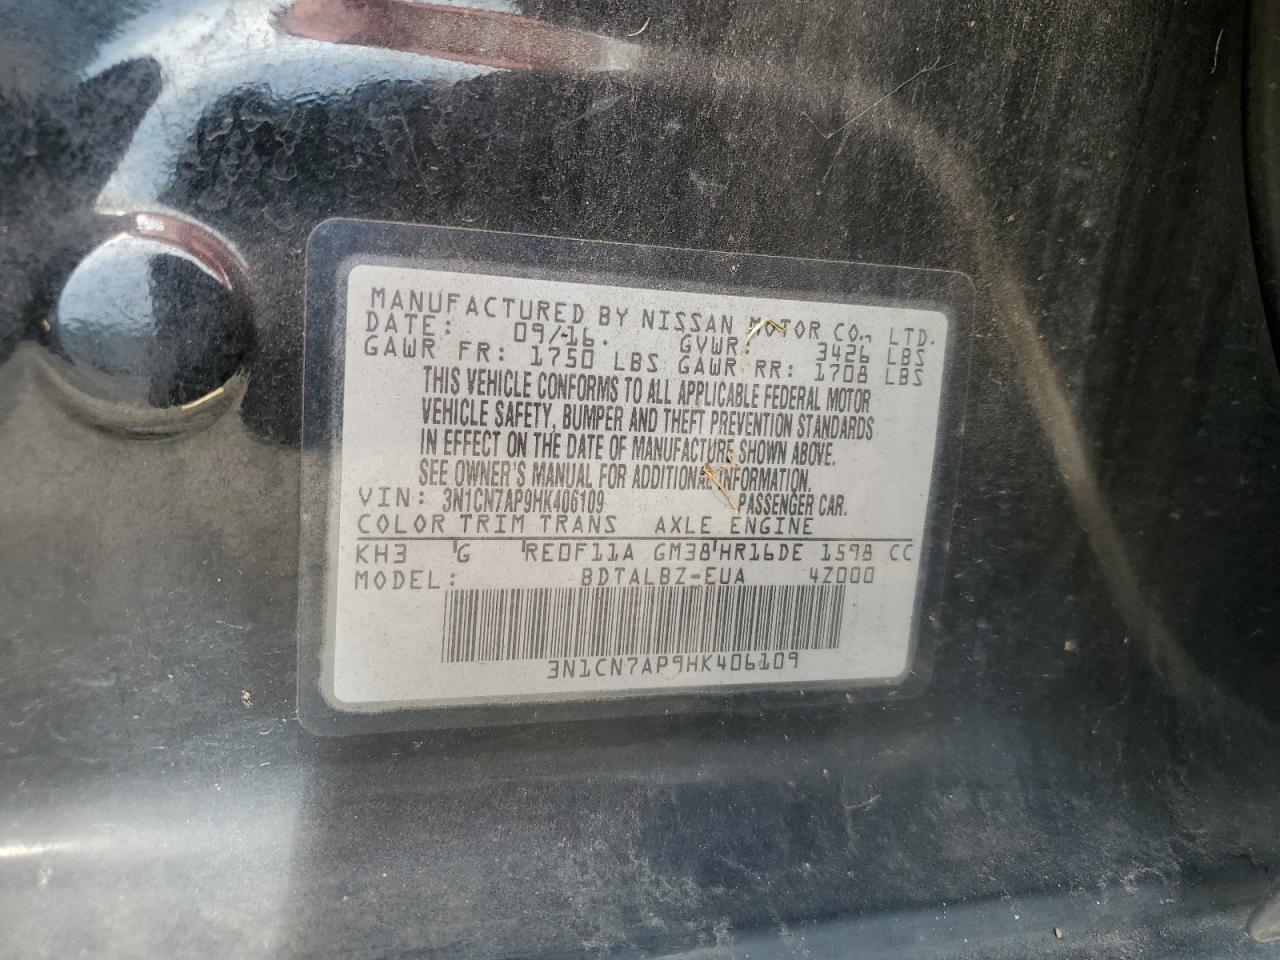 MANUFACTURED BY NISSAN MOTOR CO., LTD.
DATE: 09/16. GVWR: 3426 LBS
GAWR FR: 1750 LBS GAWR RR: 1708 LBS
THIS VEHICLE CONFORMS TO ALL APPLICABLE FEDERAL MOTOR
VEHICLE SAFETY, BUMPER AND THEFT PREVENTION STANDARDS
IN EFFECT ON THE DATE OF MANUFACTURE SHOWN ABOVE.
SEE OWNER'S MANUAL FOR ADDITIONAL INFORMATION.
VIN: 3N1CN7AP9HK406109 PASSENGER CAR.
COLOR TRIM TRANS AXLE ENGINE
KH3 G RE0F11A GM38 HR16DE 1598 CC
MODEL: BDTALBZ-EUA 4Z000
3N1CN7AP9HK406109